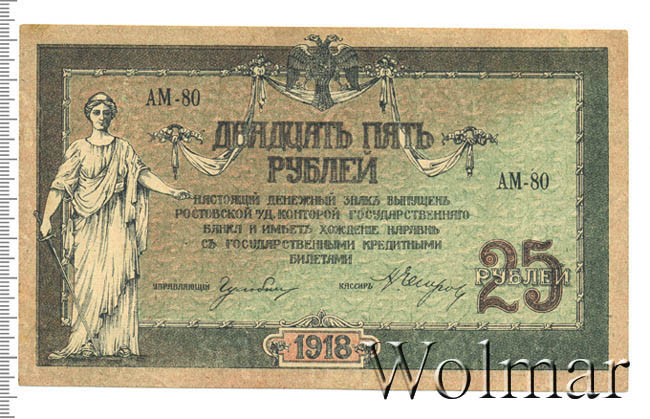 АМ-80
ДВАДЦАТЬ ПЯТЬ
РУБЛЕЙ
АМ-80
НАСТОЯЩІЙ ДЕНЕЖНЫЙ ЗНАКЪ ВЫПУЩЕНЪ
РОСТОВСКОЙ н/Д. КОНТОРОЙ ГОСУДАРСТВЕННАГО
БАНКА И ИМѢЕТЪ ХОЖДЕНІЕ НАРАВНѢ
СЪ ГОСУДАРСТВЕННЫМИ КРЕДИТНЫМИ
БИЛЕТАМИ
УПРАВЛЯЮЩІЙ
КАССИРЪ
25
РУБЛЕЙ
1918
Wolmar